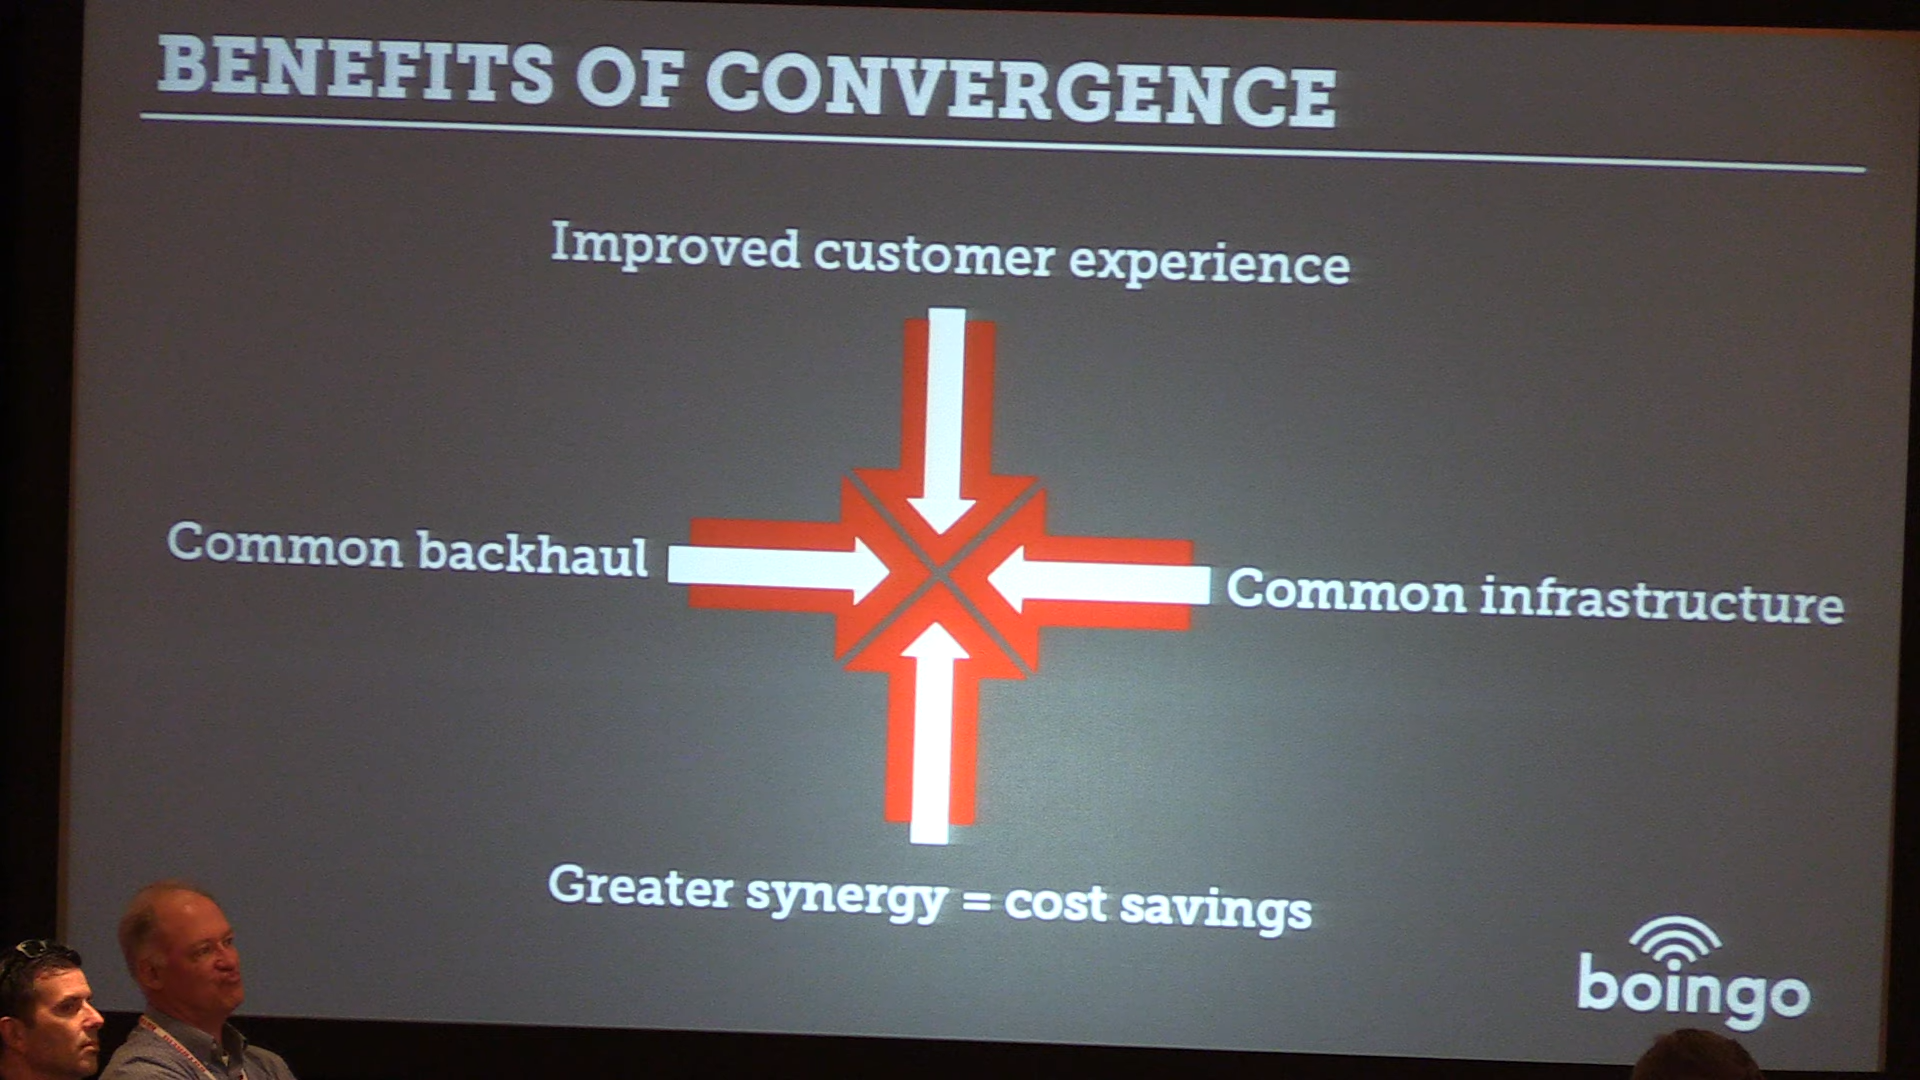 BENEFITS OF CONVERGENCE
Improved customer experience
Common backhaul
Common infrastructure
Greater synergy = cost savings
boingo